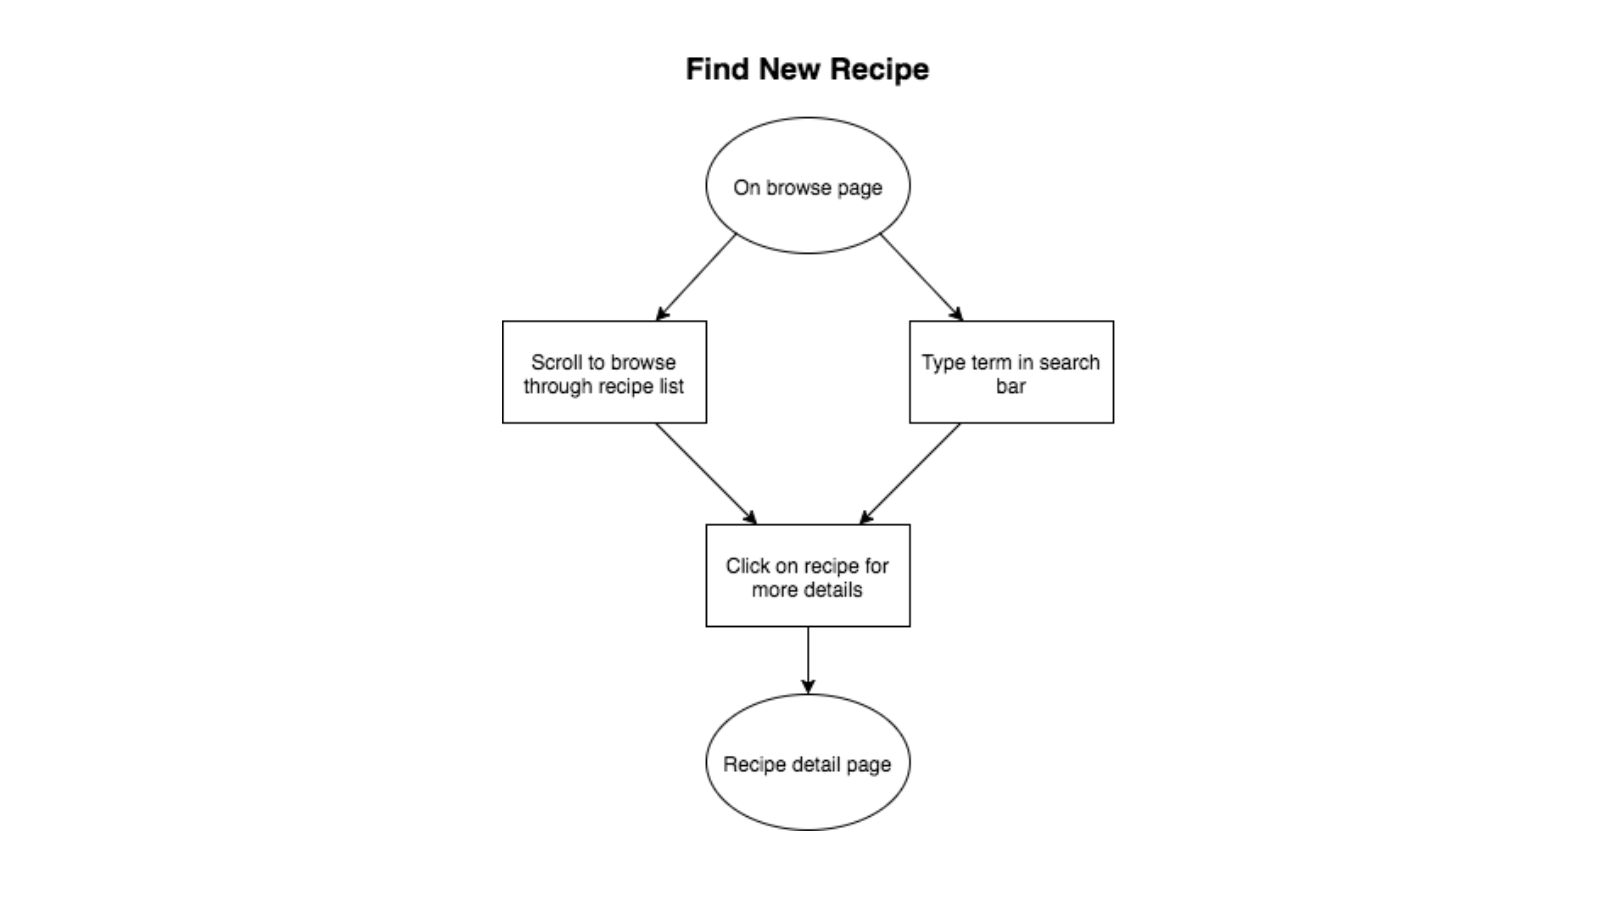 Find New Recipe
On browse page
Scroll to browse
through recipe list
Type term in search
bar
Click on recipe for
more details
Recipe detail page